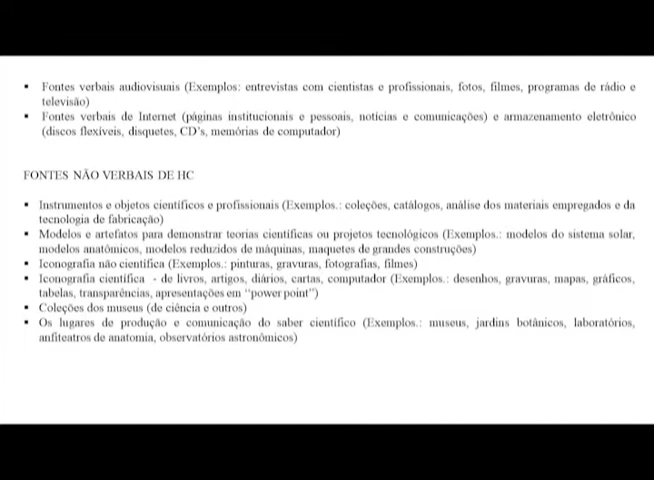 ▪ Fontes verbais audiovisuais (Exemplos: entrevistas com cientistas e profissionais, fotos, filmes, programas de rádio e
televisão)
▪ Fontes verbais de Internet (páginas institucionais e pessoais, notícias e comunicações) e armazenamento eletrônico
(discos flexíveis, disquetes, CD's, memórias de computador)
FONTES NÃO VERBAIS DE HC
▪ Instrumentos e objetos científicos e profissionais (Exemplos.: coleções, catálogos, análise dos materiais empregados e da
tecnologia de fabricação)
▪ Modelos e artefatos para demonstrar teorias científicas ou projetos tecnológicos (Exemplos.: modelos do sistema solar,
modelos anatômicos, modelos reduzidos de máquinas, maquetes de grandes construções)
▪ Iconografia não científica (Exemplos.: pinturas, gravuras, fotografias, filmes)
▪ Iconografia científica - de livros, artigos, diários, cartas, computador (Exemplos.: desenhos, gravuras, mapas, gráficos,
tabelas, transparências, apresentações em "power point")
▪ Coleções dos museus (de ciência e outros)
▪ Os lugares de produção e comunicação do saber científico (Exemplos.: museus, jardins botânicos, laboratórios,
anfiteatros de anatomia, observatórios astronômicos)